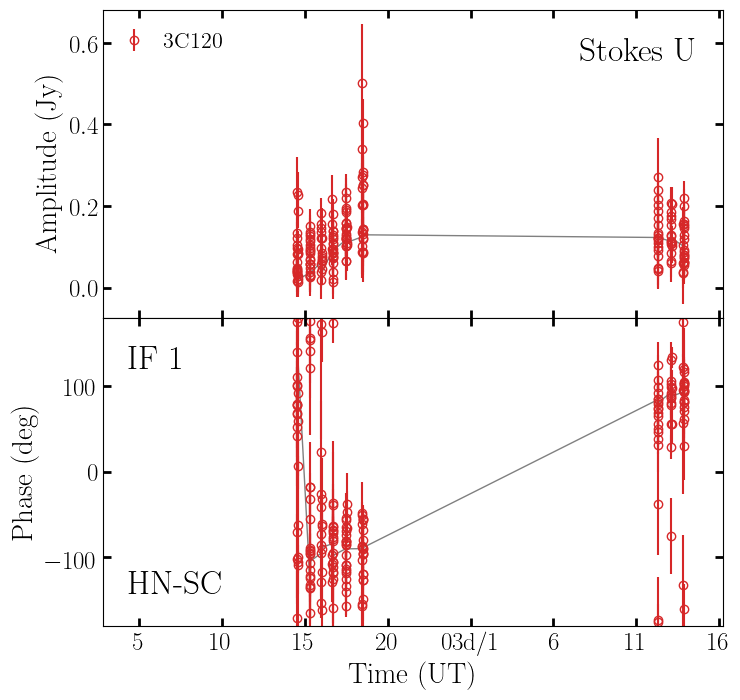 3C120
Stokes U
0.6
0.4
0.2
0.0
Amplitude (Jy)
IF 1
100
0
−100
Phase (deg)
HN-SC
5 10 15 20 03d/1 6 11 16
Time (UT)